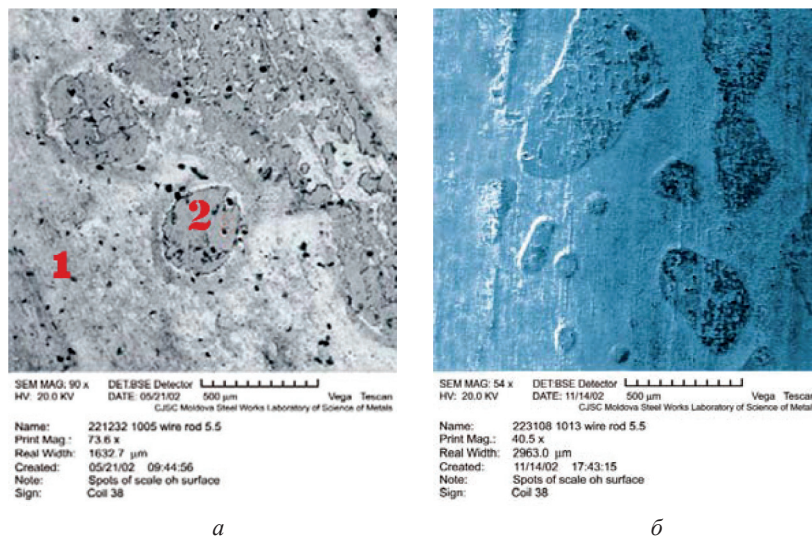 1
2
SEM MAG: 90 x DET:BSE Detector
HV: 20.0 KV DATE: 05/21/02 500 µm Vega Tescan
CJSC Moldova Steel Works Laboratory of Science of Metals
Name: 221232 1005 wire rod 5.5
Print Mag.: 73.6 x
Real Width: 1632.7 µm
Created: 05/21/02 09:44:56
Note: Spots of scale oh surface
Sign: Coll 38
а
SEM MAG: 54 x DET:BSE Detector
HV: 20.0 KV DATE: 11/14/02 500 µm Vega Tescan
CJSC Moldova Steel Works Laboratory of Science of Metals
Name: 223108 1013 wire rod 5.5
Print Mag.: 40.5 x
Real Width: 2963.0 µm
Created: 11/14/02 17:43:15
Note: Spots of scale oh surface
Sign: Coil 38
б